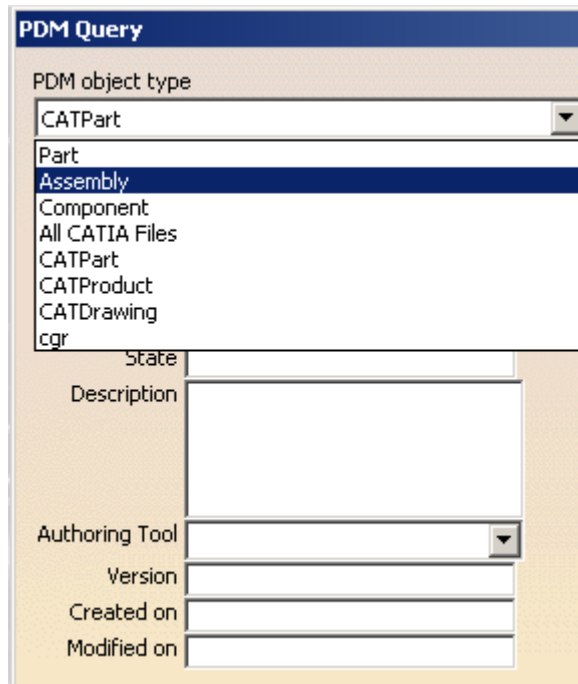 PDM Query
PDM object type
CATPart
Part
Assembly
Component
All CATIA Files
CATPart
CATProduct
CATDrawing
cgr
State
Description
Authoring Tool
Version
Created on
Modified on